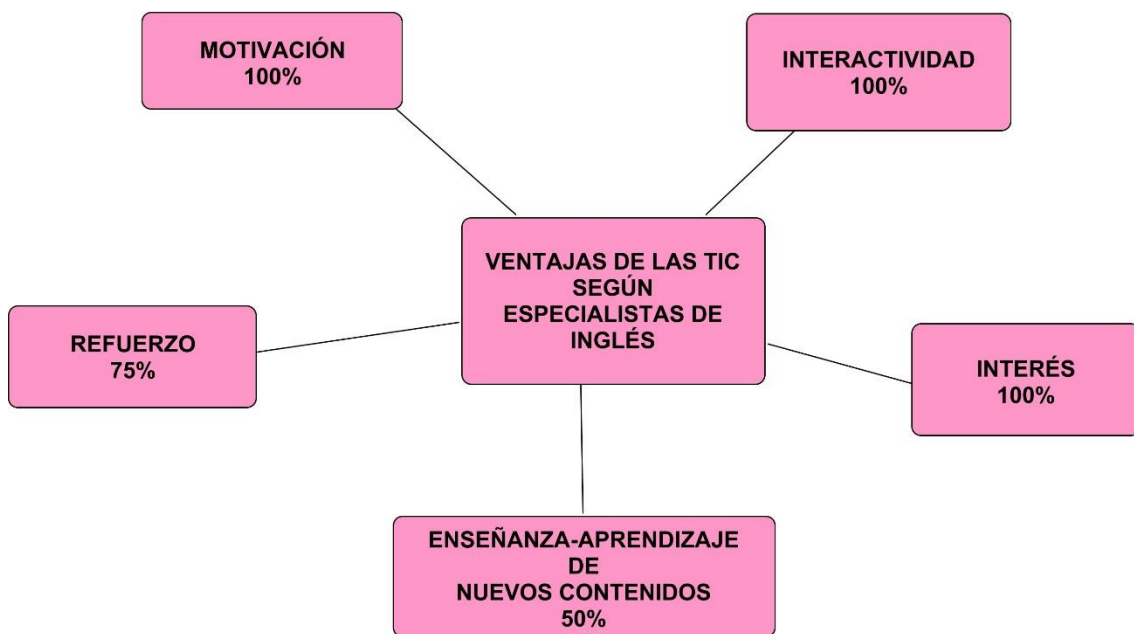 MOTIVACIÓN
100%
INTERACTIVIDAD
100%
VENTAJAS DE LAS TIC
SEGÚN
ESPECIALISTAS DE
INGLÉS
REFUERZO
75%
INTERÉS
100%
ENSEÑANZA-APRENDIZAJE
DE
NUEVOS CONTENIDOS
50%